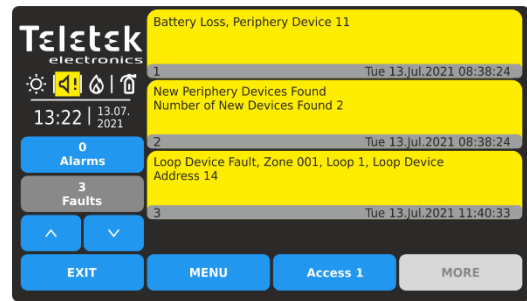 Teletek
electronics
13:22 13.07.
2021
0
Alarms
3
Faults
Battery Loss, Periphery Device 11
1 Tue 13.Jul.2021 08:38:24
New Periphery Devices Found
Number of New Devices Found 2
2 Tue 13.Jul.2021 08:38:24
Loop Device Fault, Zone 001, Loop 1, Loop Device
Address 14
3 Tue 13.Jul.2021 11:40:33
EXIT MENU Access 1 MORE